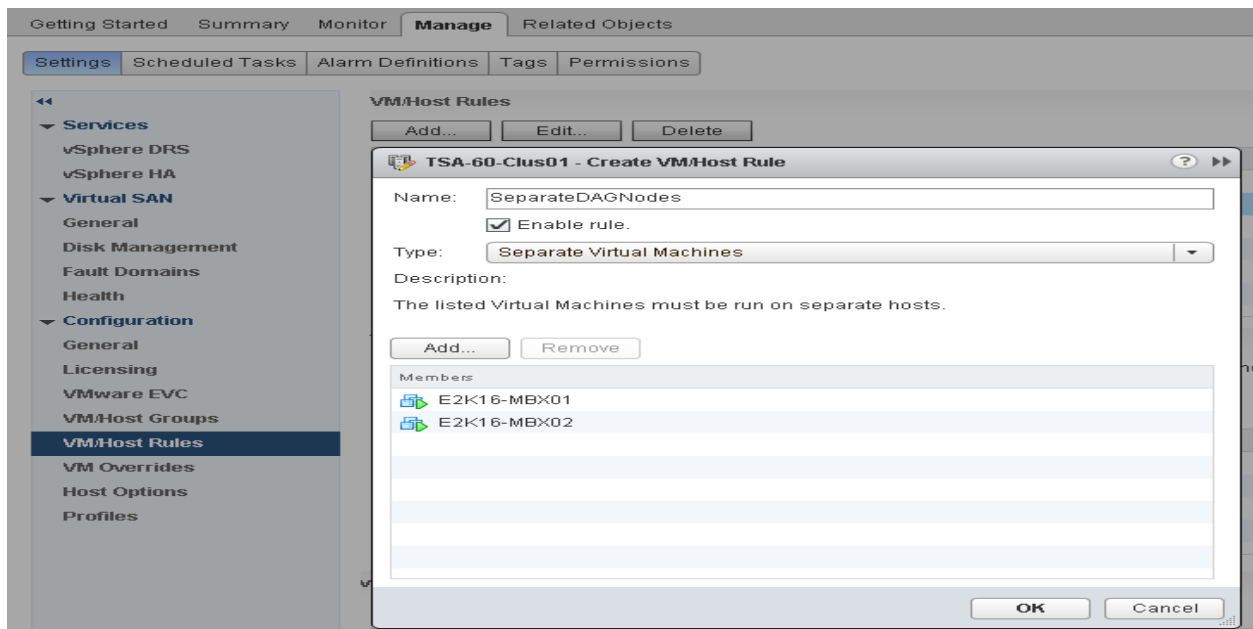 Getting Started Summary Monitor Manage Related Objects
Settings Scheduled Tasks Alarm Definitions Tags Permissions
Services
vSphere DRS
vSphere HA
Virtual SAN
General
Disk Management
Fault Domains
Health
Configuration
General
Licensing
VMware EVC
VM/Host Groups
VM/Host Rules
VM Overrides
Host Options
Profiles
VM/Host Rules
Add... Edit... Delete
TSA-60-Clus01 - Create VM/Host Rule
Name: SeparateDAGNodes
Enable rule.
Type: Separate Virtual Machines
Description:
The listed Virtual Machines must be run on separate hosts.
Add... Remove
Members
E2K16-MBX01
E2K16-MBX02
OK Cancel